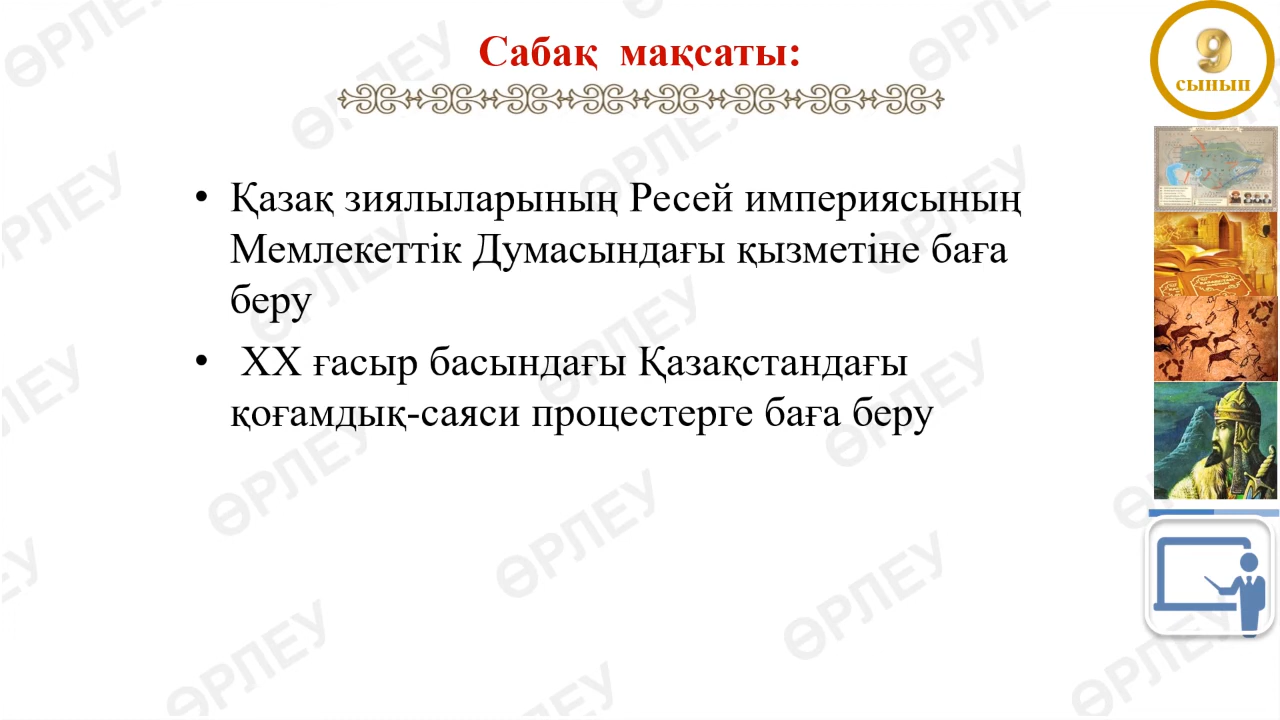 Сабақ мақсаты:
9
сынып
• Қазақ зиялыларының Ресей империясының
Мемлекеттік Думасындағы қызметіне баға
беру
• XX ғасыр басындағы Қазақстандағы
қоғамдық-саяси процестерге баға беру
ӨРЛЕУ